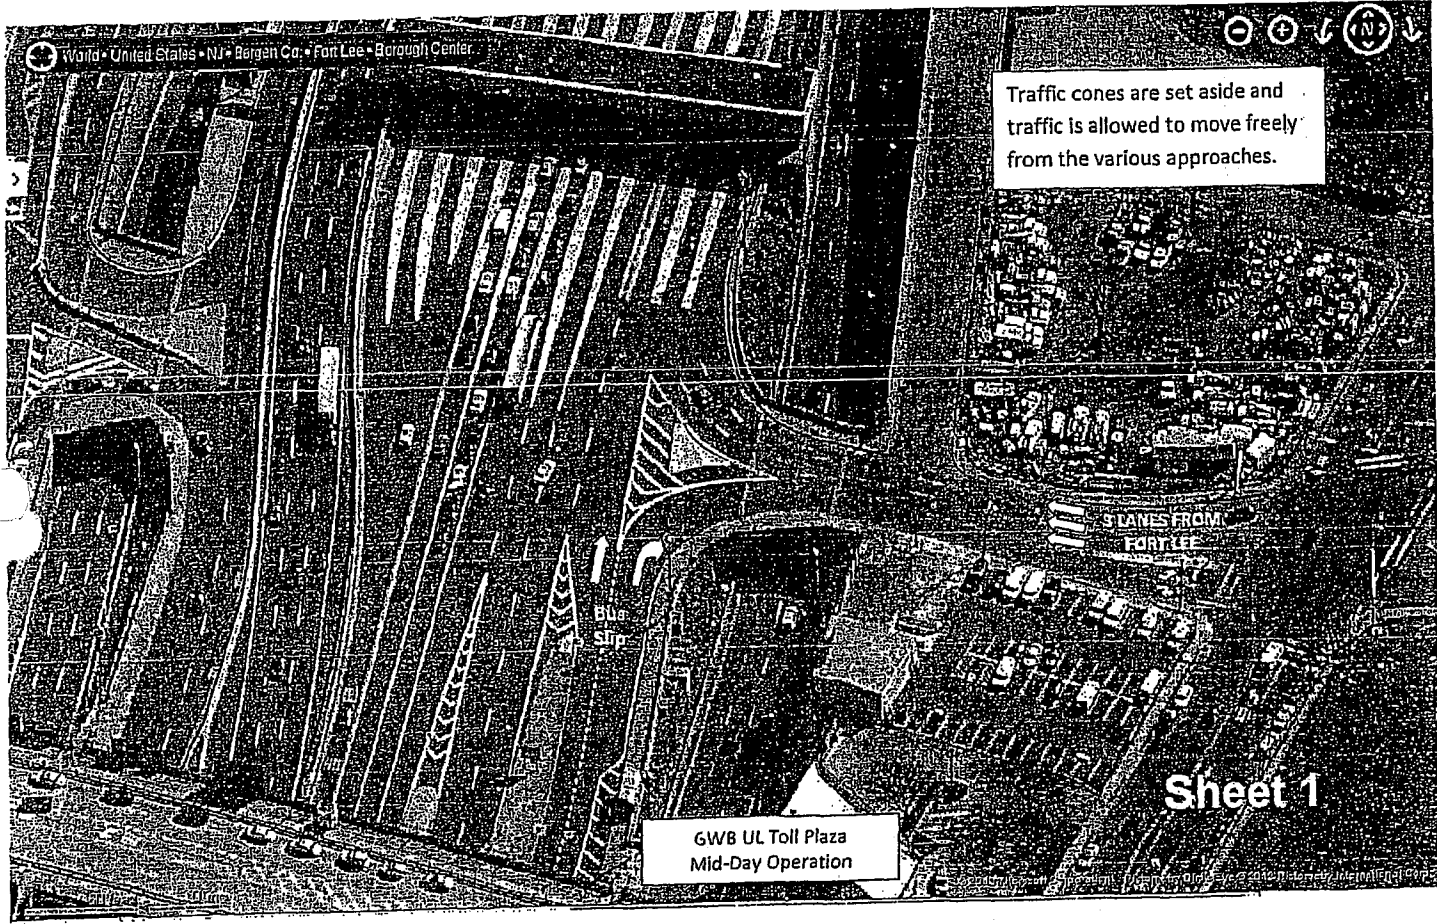 World • United States • NJ • Bergen Co. • Fort Lee • Borough Center
N
Traffic cones are set aside and
traffic is allowed to move freely
from the various approaches.
3 LANES FROM
FORT LEE
Bus
slip
Sheet 1
GWB UL Toll Plaza
Mid-Day Operation